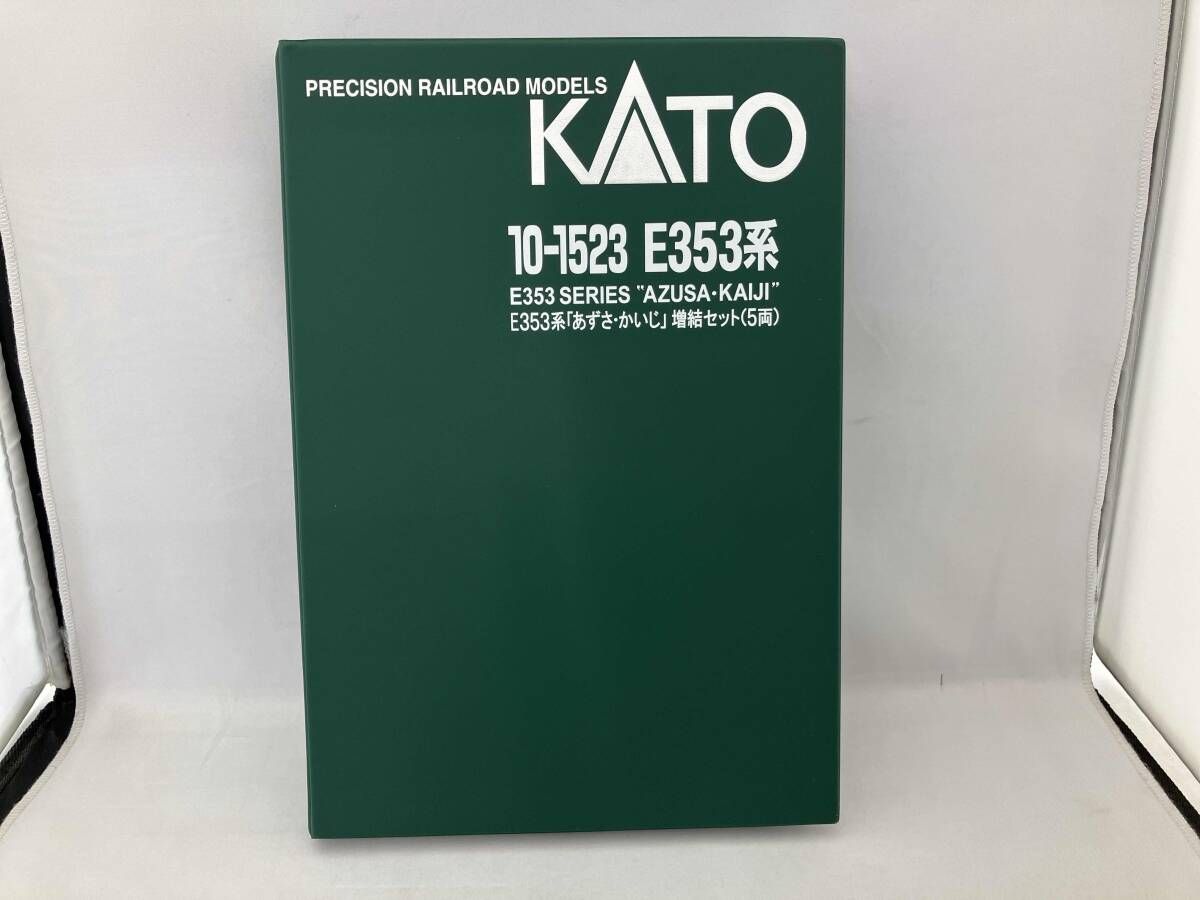 PRECISION RAILROAD MODELS
KATO
10-1523 E353系
E353 SERIES "AZUSA・KAIJI"
E353系「あずさ・かいじ」増結セット(5両)